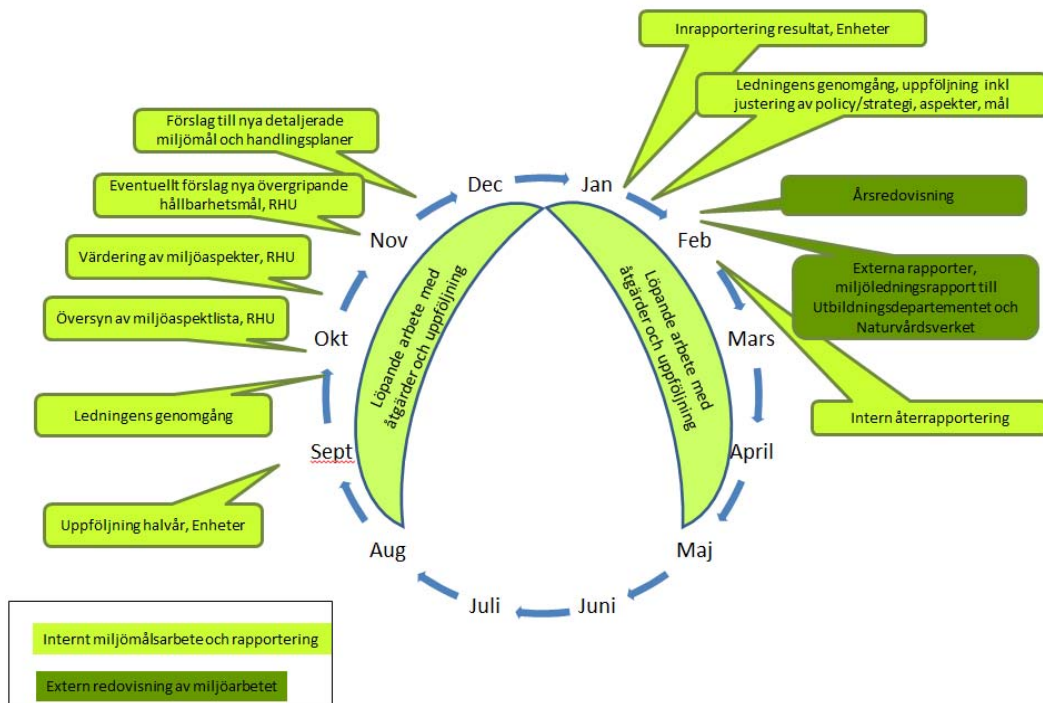 Inrapportering resultat, Enheter
Ledningens genomgång, uppföljning inkl
justering av policy/strategi, aspekter, mål
Förslag till nya detaljerade
miljömål och handlingsplaner
Eventuellt förslag nya övergripande
hållbarhetsmål, RHU
Årsredovisning
Värdering av miljöaspekter, RHU
Externa rapporter,
miljöledningsrapport till
Utbildningsdepartementet och
Naturvårdsverket
Översyn av miljöaspektlista, RHU
Ledningens genomgång
Intern återrapportering
Uppföljning halvår, Enheter
Jan
Feb
Mars
April
Maj
Juni
Juli
Aug
Sept
Okt
Nov
Dec
Löpande arbete med
åtgärder och uppföljning
Löpande arbete med
åtgärder och uppföljning
Internt miljömålsarbete och rapportering
Extern redovisning av miljöarbetet